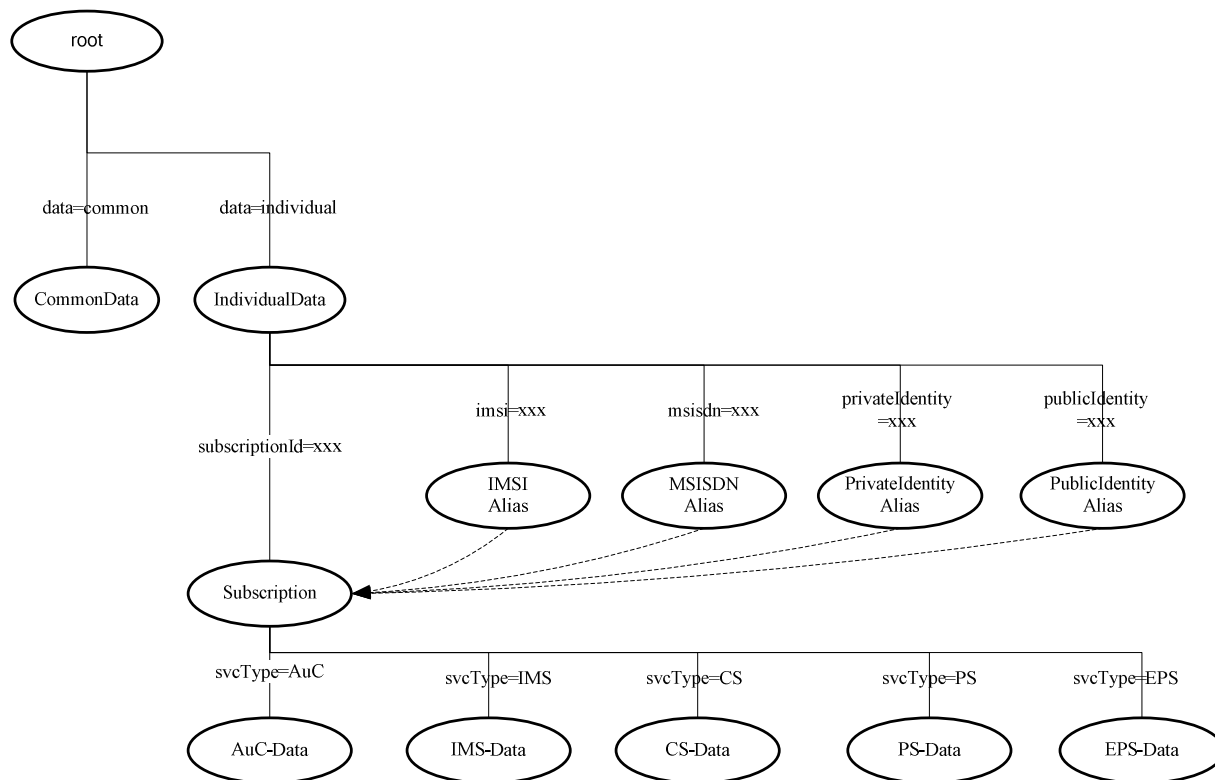 root
data=common
data=individual
CommonData
IndividualData
imsi=xxx
msisdn=xxx
privateIdentity
=xxx
publicIdentity
=xxx
subscriptionId=xxx
IMSI
Alias
MSISDN
Alias
PrivateIdentity
Alias
PublicIdentity
Alias
Subscription
svcType=AuC
svcType=IMS
svcType=CS
svcType=PS
svcType=EPS
AuC-Data
IMS-Data
CS-Data
PS-Data
EPS-Data